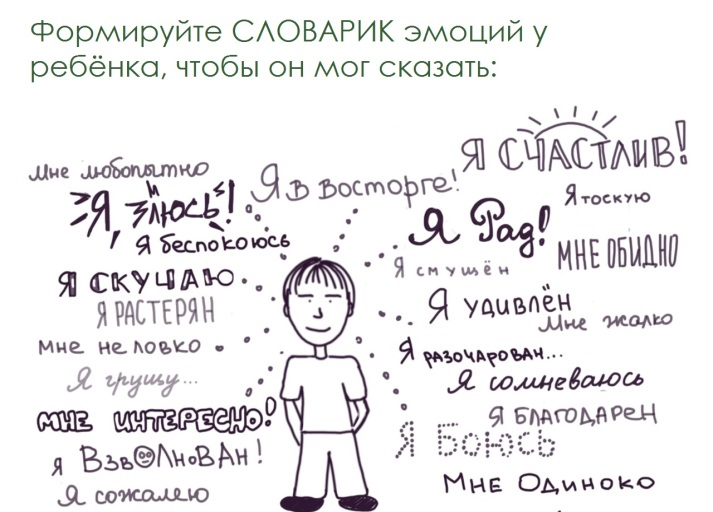 Формируйте СЛОВАРИК эмоций у
ребёнка, чтобы он мог сказать:
Мне любопытно
Я злюсь!
Я беспокоюсь
Я скучаю
Я РАСТЕРЯН
Мне неловко
Я грущу...
МНЕ ИНТЕРЕСНО!
Я ВзвОЛНоВАн!
Я сожалею
Я в восторге!
Я СЧАСТЛИВ!
Я тоскую
Я Рад!
МНЕ ОБИДНО
Я смущён
Я удивлён
Мне жалко
Я разочарован...
Я сомневаюсь
Я БЛАГОДАРЕН
Я Боюсь
Мне Одиноко